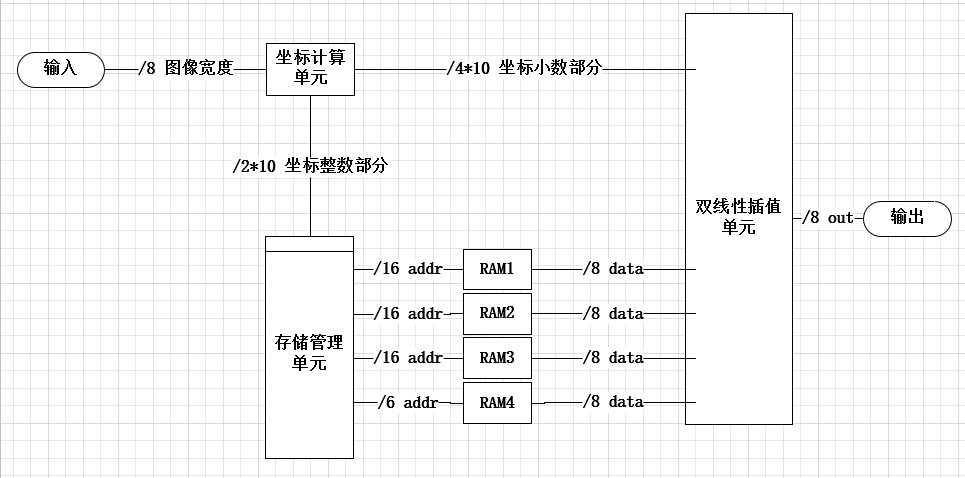 输入
/8 图像宽度
坐标计算
单元
/4*10 坐标小数部分
/2*10 坐标整数部分
双线性插值
单元
/8 out
输出
存储管理
单元
/16 addr
RAM1
/8 data
/16 addr
RAM2
/8 data
/16 addr
RAM3
/8 data
/6 addr
RAM4
/8 data